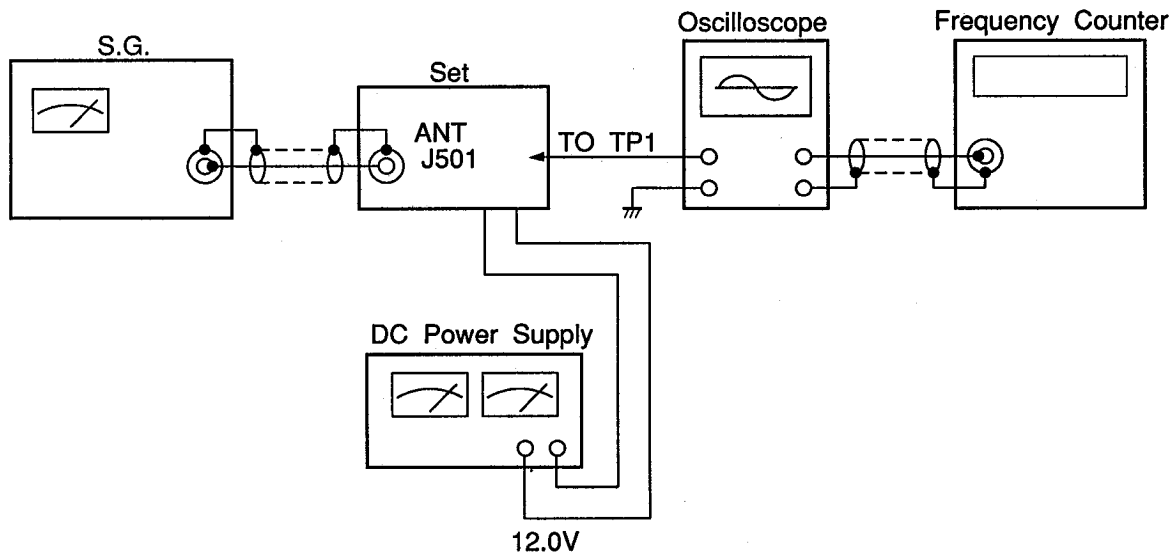 S.G.
Set
ANT
J501
TO TP1
Oscilloscope
Frequency Counter
DC Power Supply
12.0V